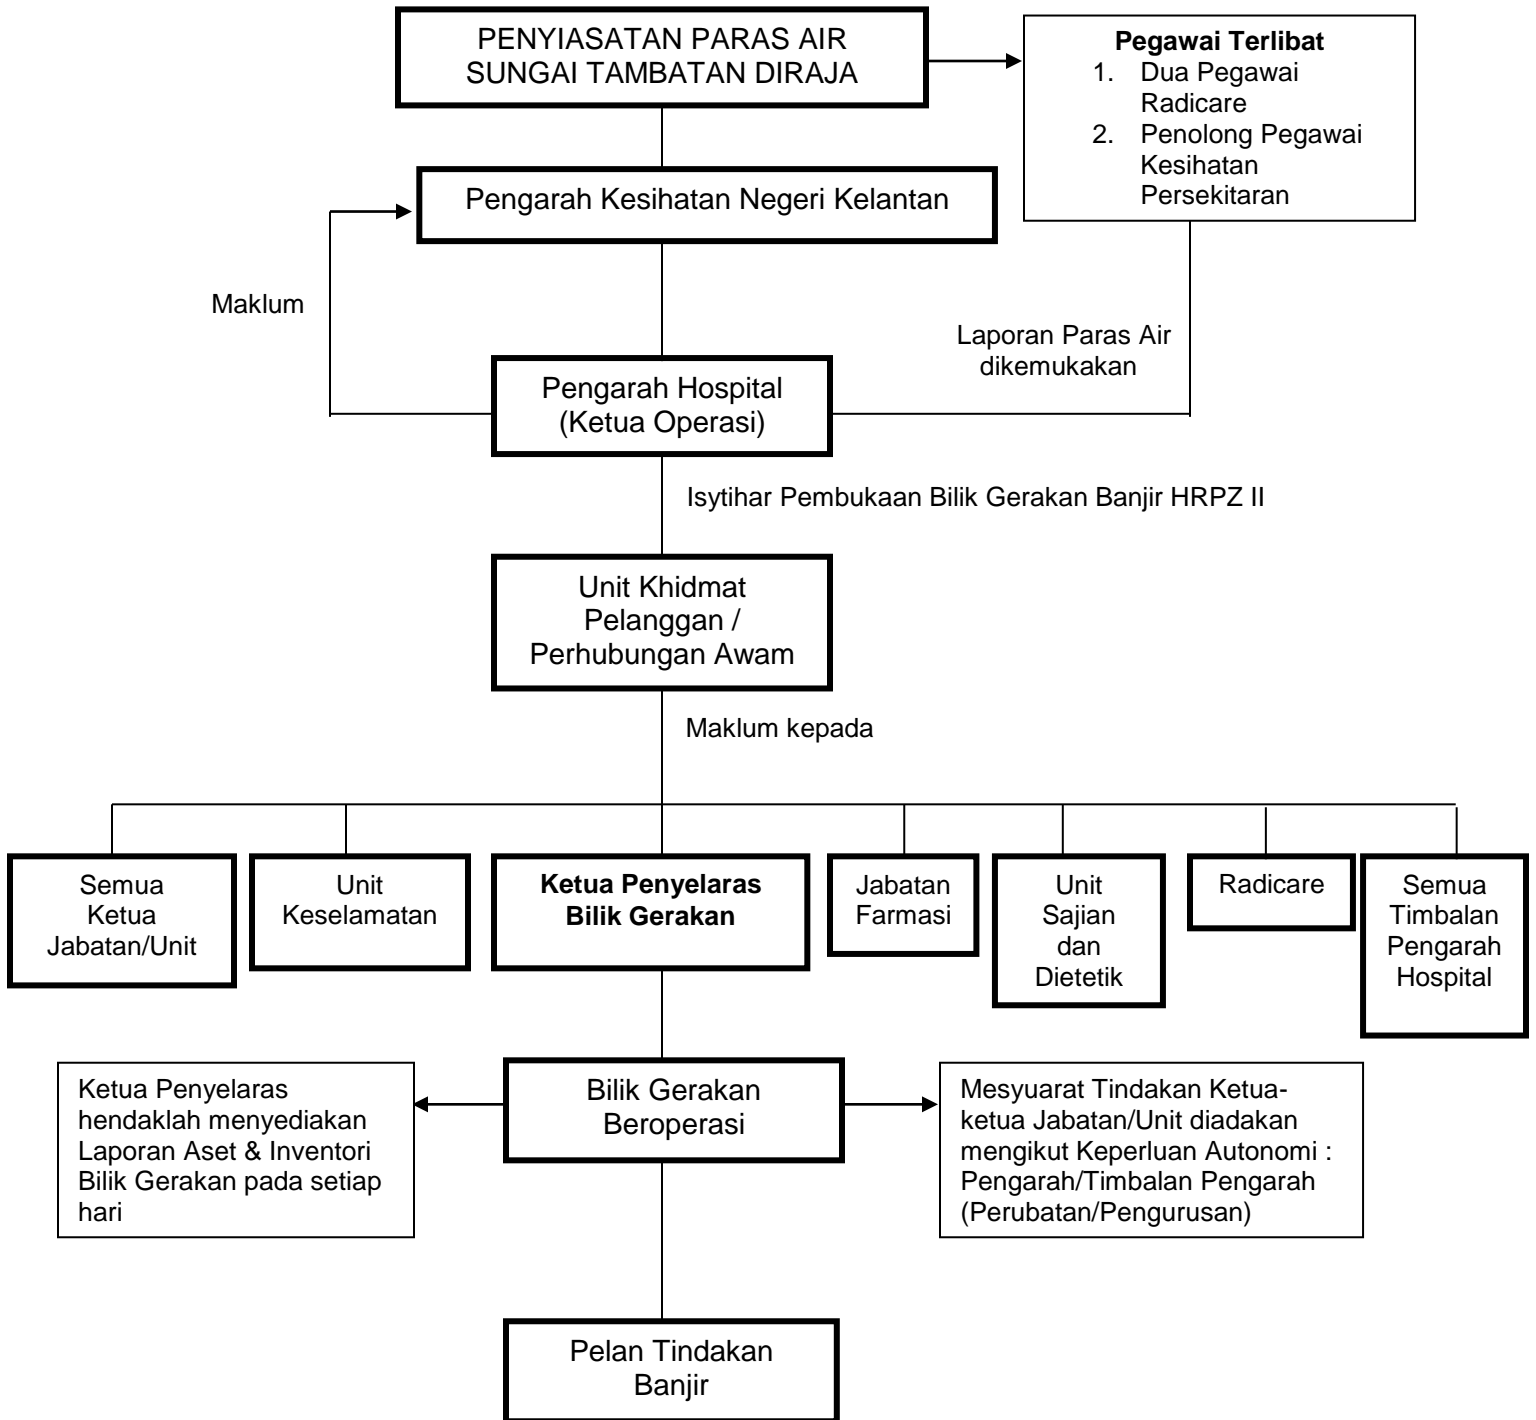 PENYIASATAN PARAS AIR
SUNGAI TAMBATAN DIRAJA
Pegawai Terlibat
1. Dua Pegawai
Radicare
2. Penolong Pegawai
Kesihatan
Persekitaran
Pengarah Kesihatan Negeri Kelantan
Maklum
Laporan Paras Air
dikemukakan
Pengarah Hospital
(Ketua Operasi)
Isytihar Pembukaan Bilik Gerakan Banjir HRPZ II
Unit Khidmat
Pelanggan /
Perhubungan Awam
Maklum kepada
Semua
Ketua
Jabatan/Unit
Unit
Keselamatan
Ketua Penyelaras
Bilik Gerakan
Jabatan
Farmasi
Unit
Sajian
dan
Dietetik
Radicare
Semua
Timbalan
Pengarah
Hospital
Ketua Penyelaras
hendaklah menyediakan
Laporan Aset & Inventori
Bilik Gerakan pada setiap
hari
Bilik Gerakan
Beroperasi
Mesyuarat Tindakan Ketua-
ketua Jabatan/Unit diadakan
mengikut Keperluan Autonomi :
Pengarah/Timbalan Pengarah
(Perubatan/Pengurusan)
Pelan Tindakan
Banjir